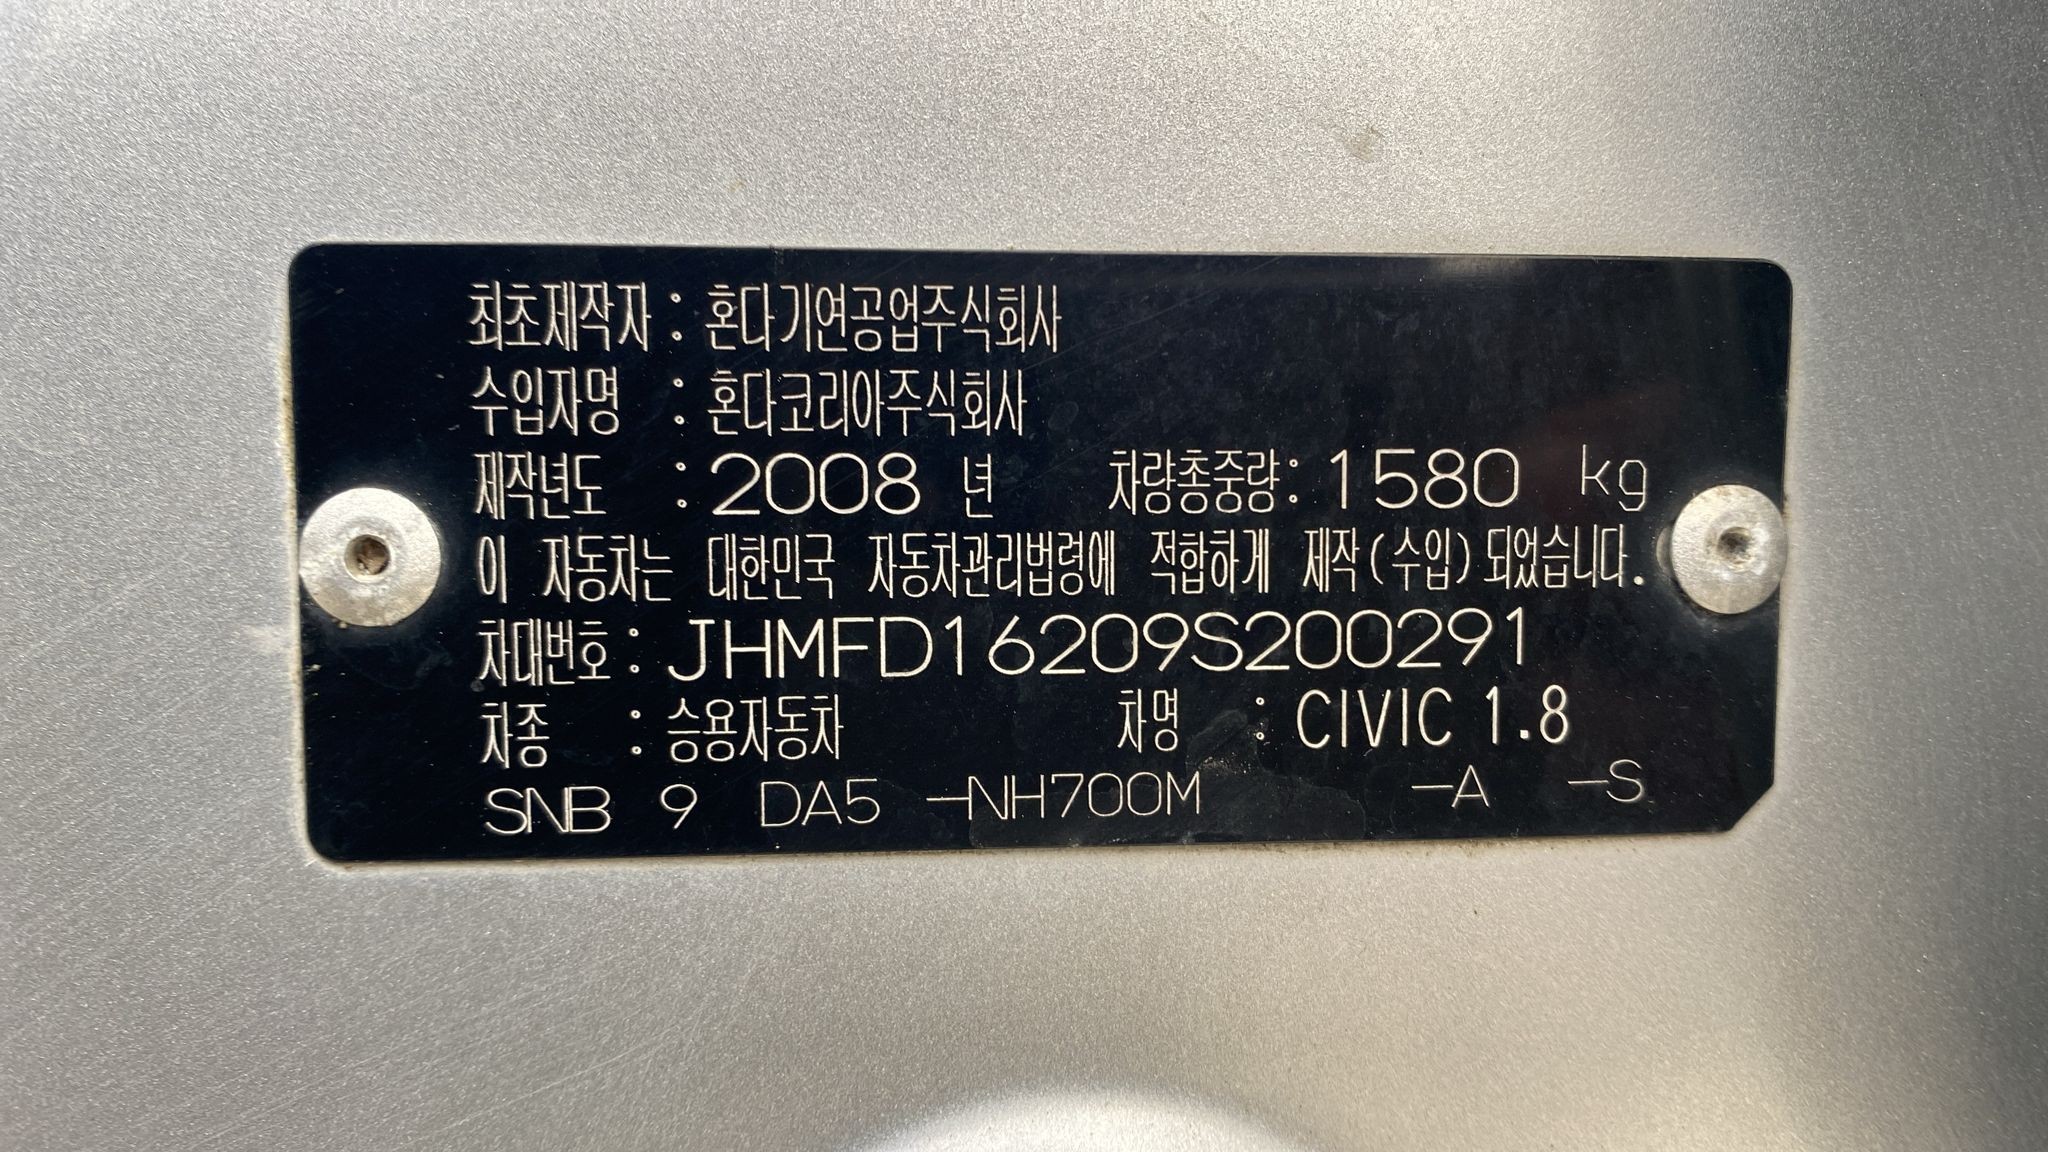 최초제작자 : 혼다기연공업주식회사
수입자명 : 혼다코리아주식회사
제작년도 : 2008 년 차량총중량: 1580 kg
이 자동차는 대한민국 자동차관리법령에 적합하게 제작(수입)되었습니다.
차대번호: JHMFD16209S200291
차종 : 승용자동차 차명 : CIVIC 1.8
SNB 9 DA5 -NH700M -A -S